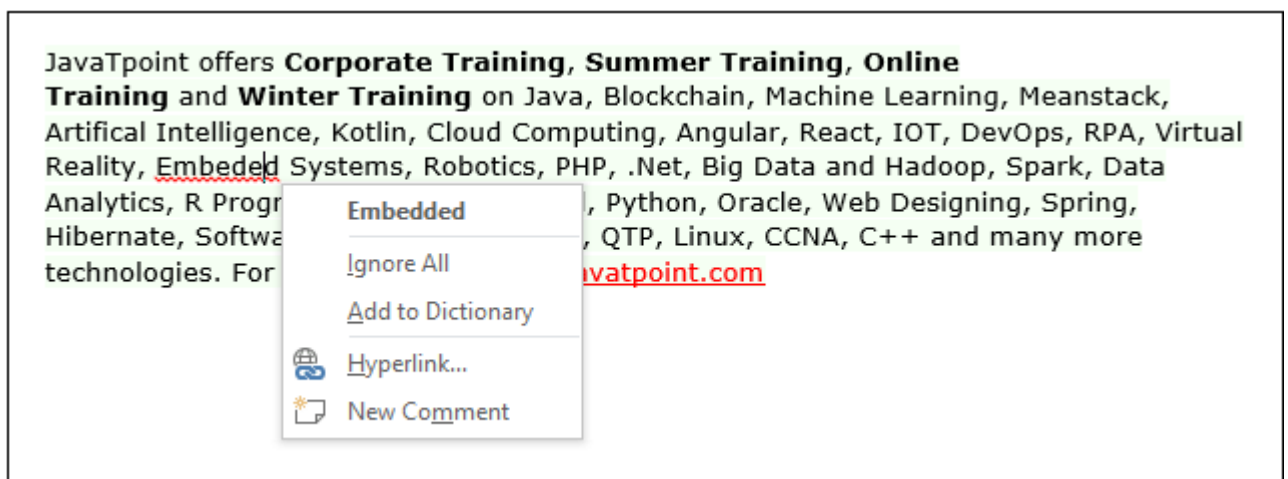 JavaTpoint offers Corporate Training, Summer Training, Online
Training and Winter Training on Java, Blockchain, Machine Learning, Meanstack,
Artifical Intelligence, Kotlin, Cloud Computing, Angular, React, IOT, DevOps, RPA, Virtual
Reality, Embeded Systems, Robotics, PHP, .Net, Big Data and Hadoop, Spark, Data
Analytics, R Progr , Python, Oracle, Web Designing, Spring,
Hibernate, Softwa , QTP, Linux, CCNA, C++ and many more
technologies. For vatpoint.com
Embedded
Ignore All
Add to Dictionary
Hyperlink...
New Comment